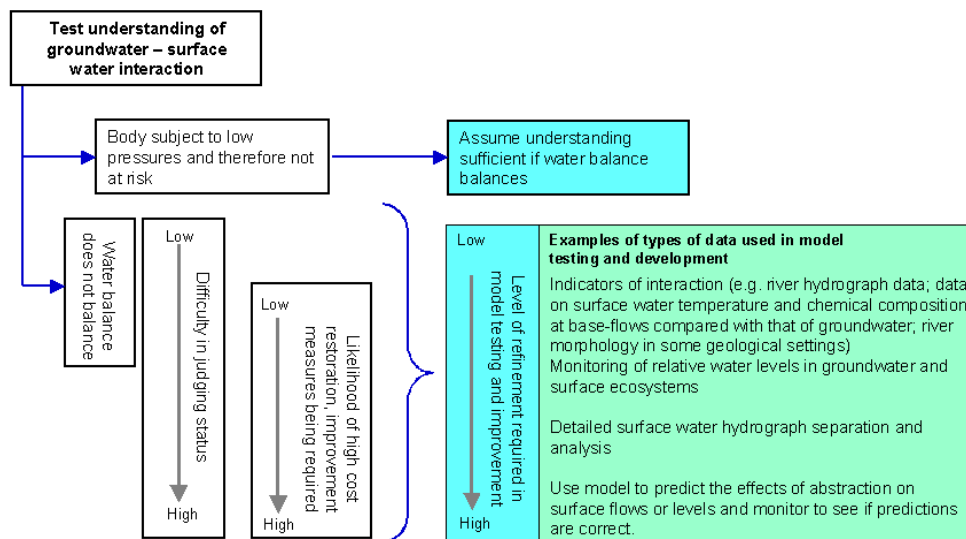 Test understanding of
groundwater – surface
water interaction
Body subject to low
pressures and therefore not
at risk
Assume understanding
sufficient if water balance
balances
Water balance
does not balance
Low
Difficulty in judging status
High
Low
Likelihood of high cost
restoration, improvement
measures being required
High
Low
Level of refinement required in
model testing and improvement
High
Examples of types of data used in model
testing and development
Indicators of interaction (e.g. river hydrograph data; data
on surface water temperature and chemical composition
at base-flows compared with that of groundwater; river
morphology in some geological settings)
Monitoring of relative water levels in groundwater and
surface ecosystems
Detailed surface water hydrograph separation and
analysis
Use model to predict the effects of abstraction on
surface flows or levels and monitor to see if predictions
are correct.